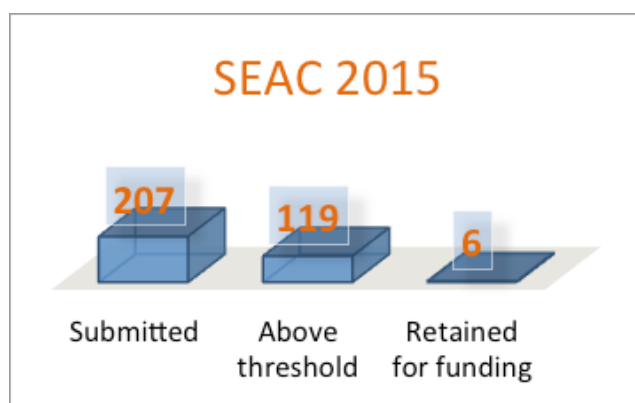 SEAC 2015
207
119
6
Submitted
Above
threshold
Retained
for funding